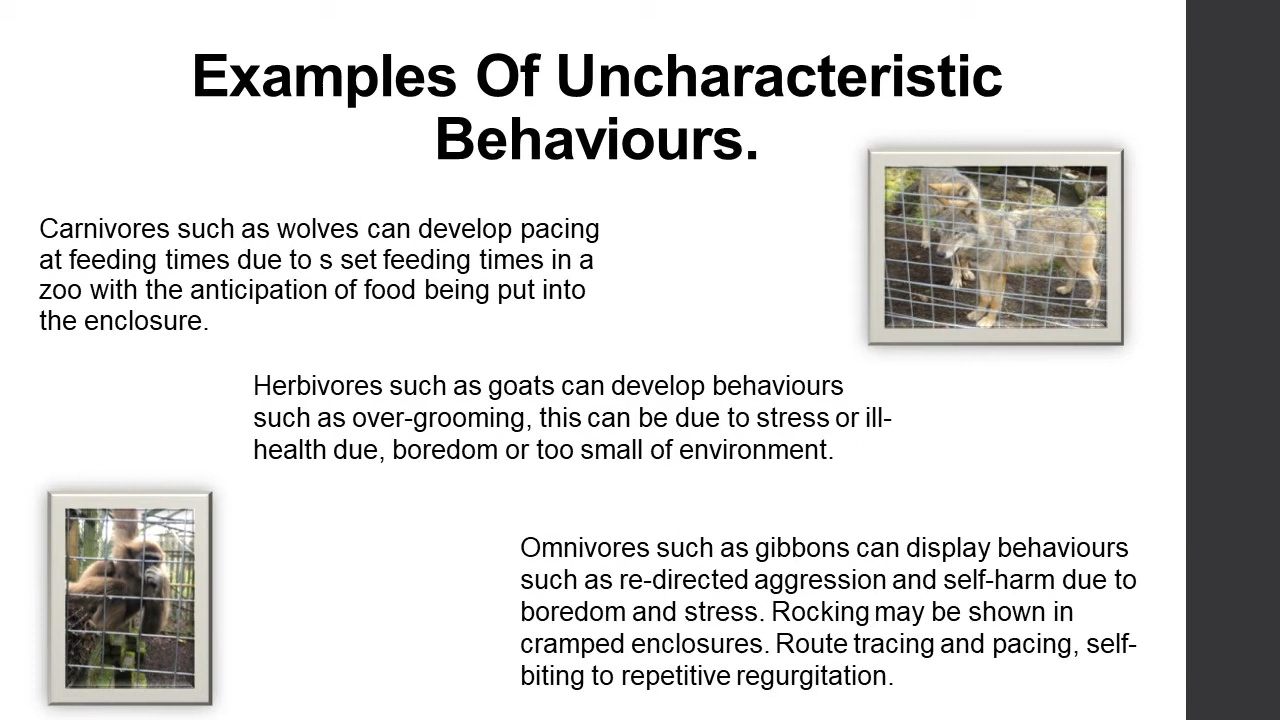 Examples Of Uncharacteristic
Behaviours.
Carnivores such as wolves can develop pacing
at feeding times due to s set feeding times in a
zoo with the anticipation of food being put into
the enclosure.
Herbivores such as goats can develop behaviours
such as over-grooming, this can be due to stress or ill-
health due, boredom or too small of environment.
Omnivores such as gibbons can display behaviours
such as re-directed aggression and self-harm due to
boredom and stress. Rocking may be shown in
cramped enclosures. Route tracing and pacing, self-
biting to repetitive regurgitation.